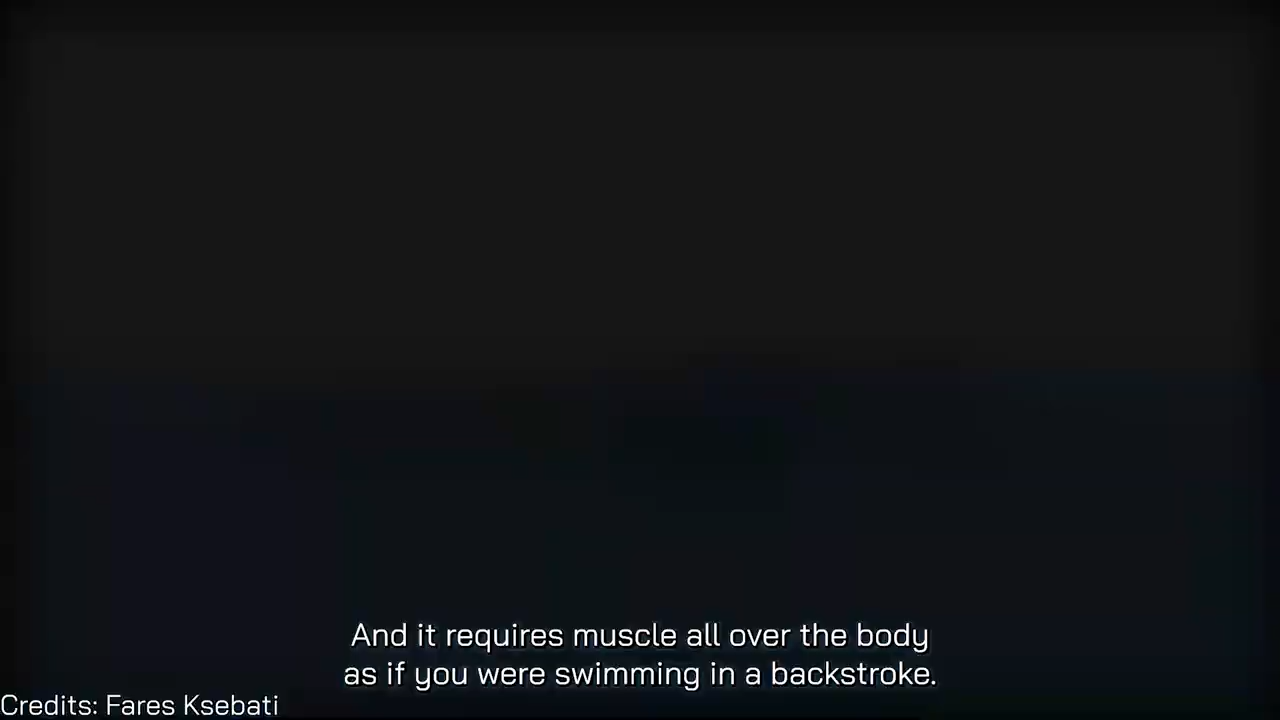 And it requires muscle all over the body
as if you were swimming in a backstroke.
Credits: Fares Ksebati